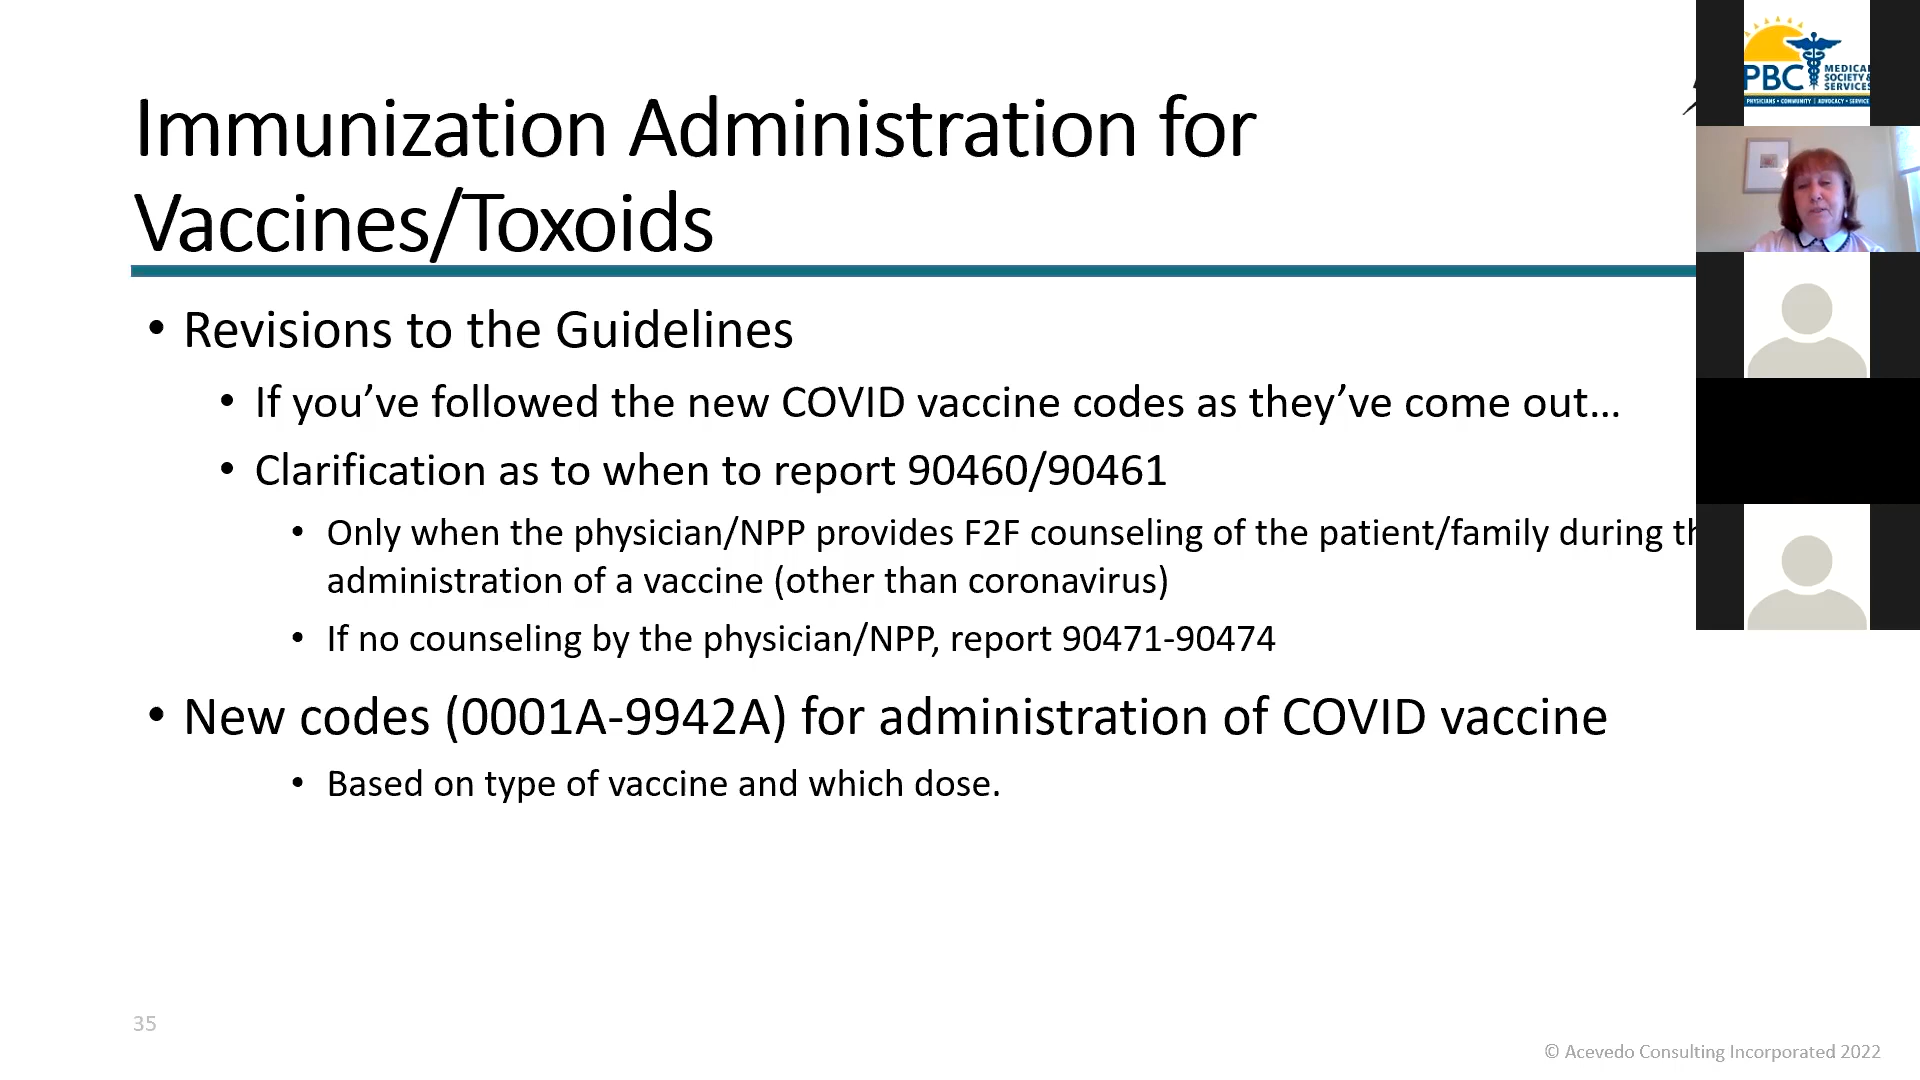 Immunization Administration for
Vaccines/Toxoids
• Revisions to the Guidelines
• If you’ve followed the new COVID vaccine codes as they’ve come out…
• Clarification as to when to report 90460/90461
• Only when the physician/NPP provides F2F counseling of the patient/family during
administration of a vaccine (other than coronavirus)
• If no counseling by the physician/NPP, report 90471-90474
• New codes (0001A-9942A) for administration of COVID vaccine
• Based on type of vaccine and which dose.
35
© Acevedo Consulting Incorporated 2022
PBC
MEDICAL
SOCIETY &
SERVICES
PHYSICIANS • COMMUNITY | ADVOCACY • SERVICE